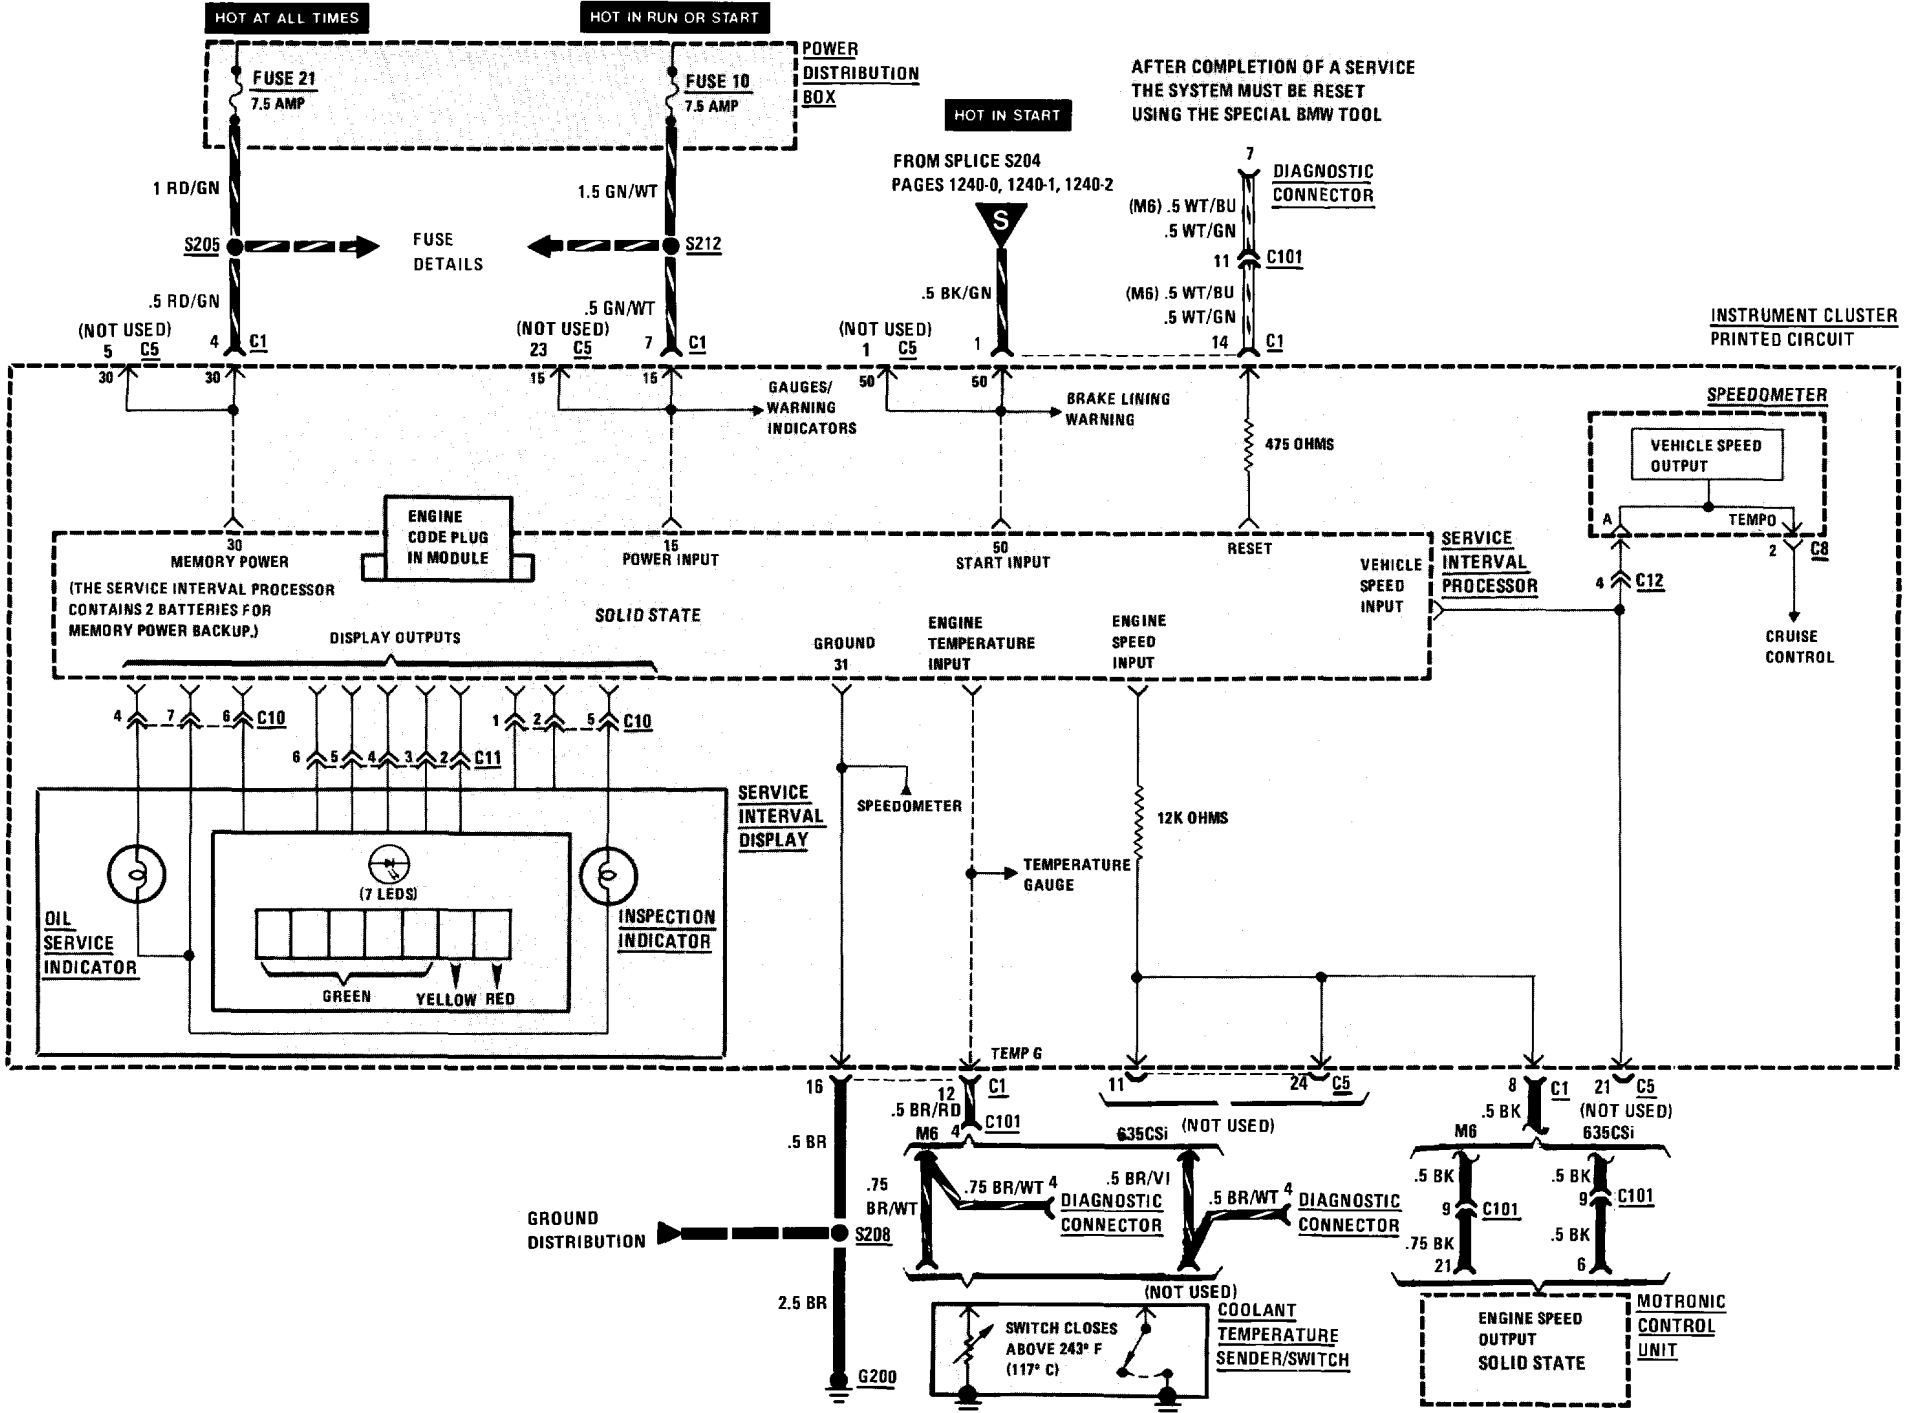 HOT AT ALL TIMES
HOT IN RUN OR START
POWER
DISTRIBUTION
BOX
FUSE 21
7.5 AMP
FUSE 10
7.5 AMP
HOT IN START
AFTER COMPLETION OF A SERVICE
THE SYSTEM MUST BE RESET
USING THE SPECIAL BMW TOOL
FROM SPLICE S204
PAGES 1240-0, 1240-1, 1240-2
S
7
DIAGNOSTIC
CONNECTOR
1 RD/GN
1.5 GN/WT
(M6) .5 WT/BU
.5 WT/GN
S205
FUSE
DETAILS
S212
11
C101
.5 RD/GN
.5 GN/WT
.5 BK/GN
(M6) .5 WT/BU
.5 WT/GN
(NOT USED)
5
C5
4
C1
(NOT USED)
23
C5
7
C1
(NOT USED)
1
C5
1
14
C1
INSTRUMENT CLUSTER
PRINTED CIRCUIT
30
30
15
15
50
50
GAUGES/
WARNING
INDICATORS
BRAKE LINING
WARNING
475 OHMS
SPEEDOMETER
VEHICLE SPEED
OUTPUT
A
TEMPO
2
C8
4
C12
CRUISE
CONTROL
ENGINE
CODE PLUG
IN MODULE
30
MEMORY POWER
(THE SERVICE INTERVAL PROCESSOR
CONTAINS 2 BATTERIES FOR
MEMORY POWER BACKUP.)
15
POWER INPUT
50
START INPUT
RESET
VEHICLE
SPEED
INPUT
SERVICE
INTERVAL
PROCESSOR
SOLID STATE
DISPLAY OUTPUTS
GROUND
31
ENGINE
TEMPERATURE
INPUT
ENGINE
SPEED
INPUT
4
7
6
C10
1
2
5
C10
6
5
4
3
2
C11
SERVICE
INTERVAL
DISPLAY
SPEEDOMETER
12K OHMS
TEMPERATURE
GAUGE
(7 LEDS)
OIL
SERVICE
INDICATOR
INSPECTION
INDICATOR
GREEN
YELLOW
RED
TEMP G
16
12
C1
11
24
C5
8
C1
21
C5
(NOT USED)
(NOT USED)
.5 BR/RD
4
C101
.5 BK
.5 BR
M6
635CSi
M6
635CSi
.75
BR/WT
.75 BR/WT
4
DIAGNOSTIC
CONNECTOR
.5 BR/VI
.5 BR/WT
4
DIAGNOSTIC
CONNECTOR
.5 BK
9
C101
.75 BK
21
.5 BK
9
C101
.5 BK
6
GROUND
DISTRIBUTION
S208
2.5 BR
G200
(NOT USED)
SWITCH CLOSES
ABOVE 243° F
(117° C)
COOLANT
TEMPERATURE
SENDER/SWITCH
ENGINE SPEED
OUTPUT
SOLID STATE
MOTRONIC
CONTROL
UNIT